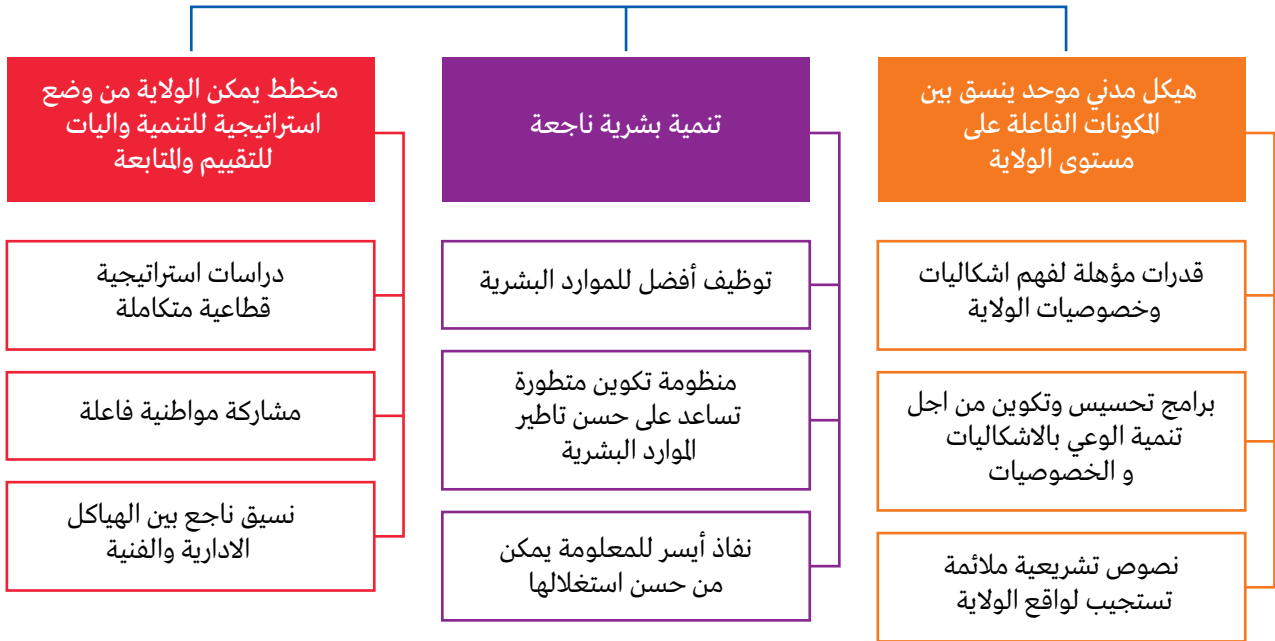 هيكل مدني موحد ينسق بين
المكونات الفاعلة على
مستوى الولاية
قدرات مؤهلة لفهم اشكاليات
وخصوصيات الولاية
برامج تحسيس وتكوين من اجل
تنمية الوعي بالاشكاليات
و الخصوصيات
نصوص تشريعية ملائمة
تستجيب لواقع الولاية
تنمية بشرية ناجعة
توظيف أفضل للموارد البشرية
منظومة تكوين متطورة
تساعد على حسن تاطير
الموارد البشرية
نفاذ أيسر للمعلومة يمكن
من حسن استغلالها
مخطط يمكن الولاية من وضع
استراتيجية للتنمية واليات
للتقييم والمتابعة
دراسات استراتيجية
قطاعية متكاملة
مشاركة مواطنية فاعلة
نسيق ناجع بين الهياكل
الادارية والفنية